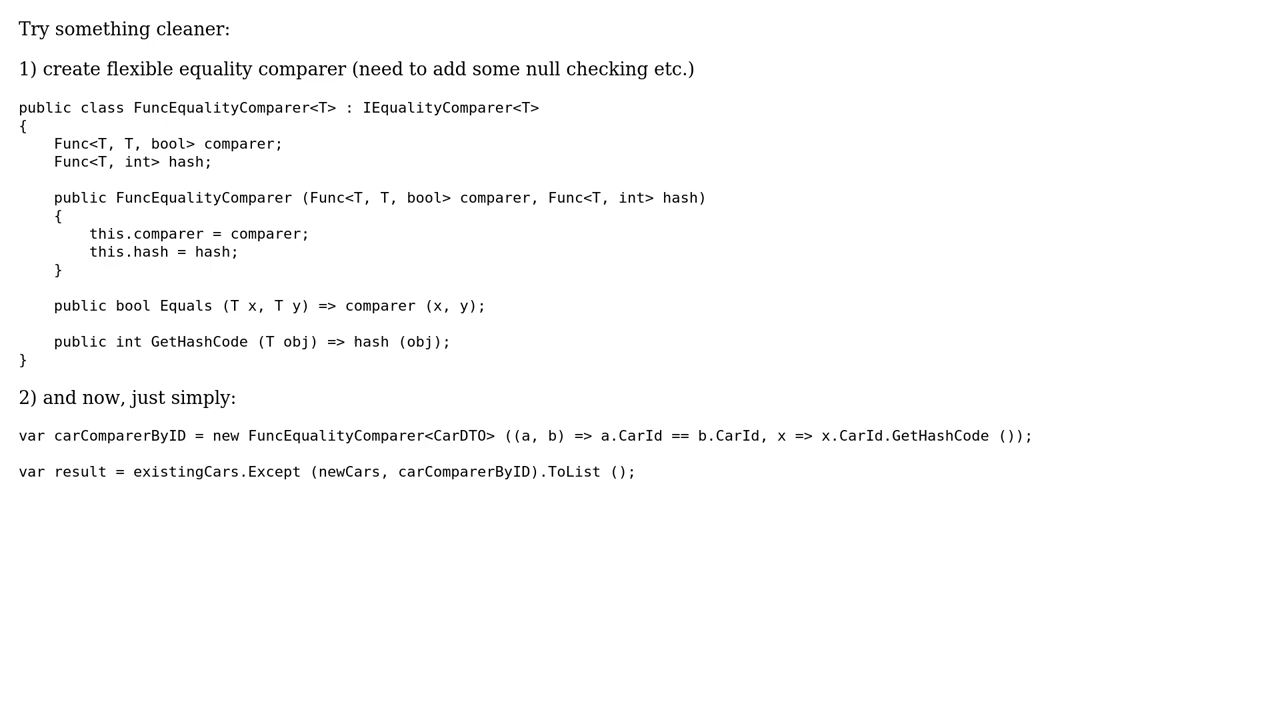 Try something cleaner:
1) create flexible equality comparer (need to add some null checking etc.)
public class FuncEqualityComparer<T> : IEqualityComparer<T>
{
    Func<T, T, bool> comparer;
    Func<T, int> hash;

    public FuncEqualityComparer (Func<T, T, bool> comparer, Func<T, int> hash)
    {
        this.comparer = comparer;
        this.hash = hash;
    }

    public bool Equals (T x, T y) => comparer (x, y);

    public int GetHashCode (T obj) => hash (obj);
}
2) and now, just simply:
var carComparerByID = new FuncEqualityComparer<CarDTO> ((a, b) => a.CarId == b.CarId, x => x.CarId.GetHashCode ());

var result = existingCars.Except (newCars, carComparerByID).ToList ();